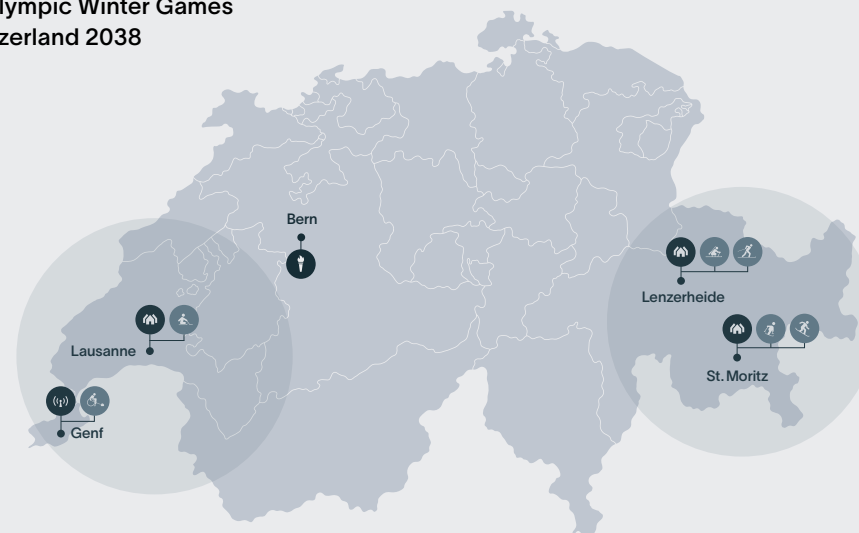 lympic Winter Games
zerland 2038
Bern
Lenzerheide
Lausanne
St. Moritz
Genf